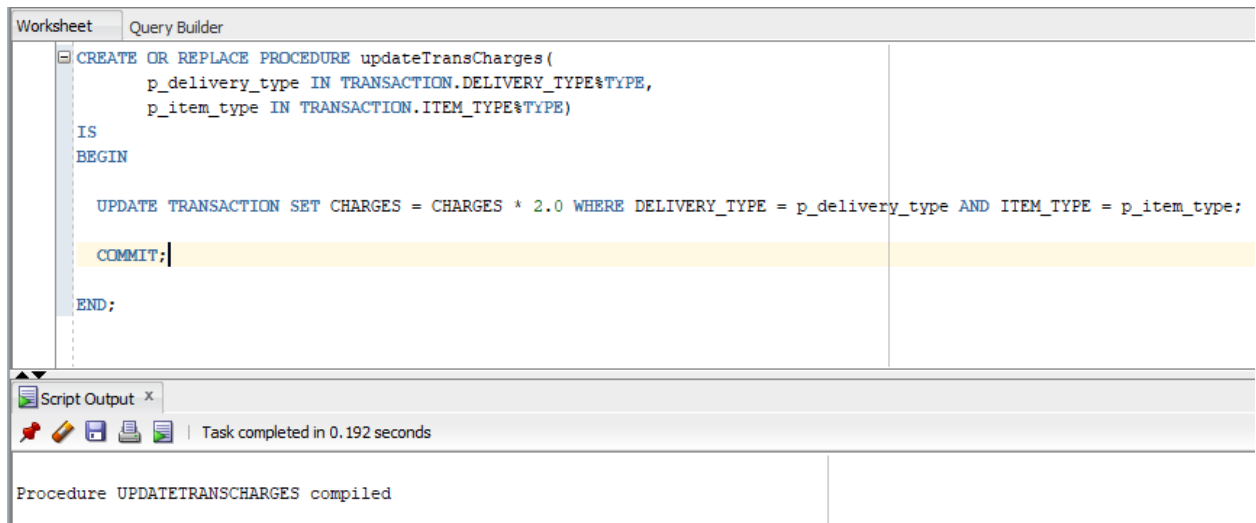 Worksheet Query Builder
CREATE OR REPLACE PROCEDURE updateTransCharges(
p_delivery_type IN TRANSACTION.DELIVERY_TYPE%TYPE,
p_item_type IN TRANSACTION.ITEM_TYPE%TYPE)
IS
BEGIN
UPDATE TRANSACTION SET CHARGES = CHARGES * 2.0 WHERE DELIVERY_TYPE = p_delivery_type AND ITEM_TYPE = p_item_type;
COMMIT;
END;
Script Output x
Task completed in 0.192 seconds
Procedure UPDATETRANSCHARGES compiled